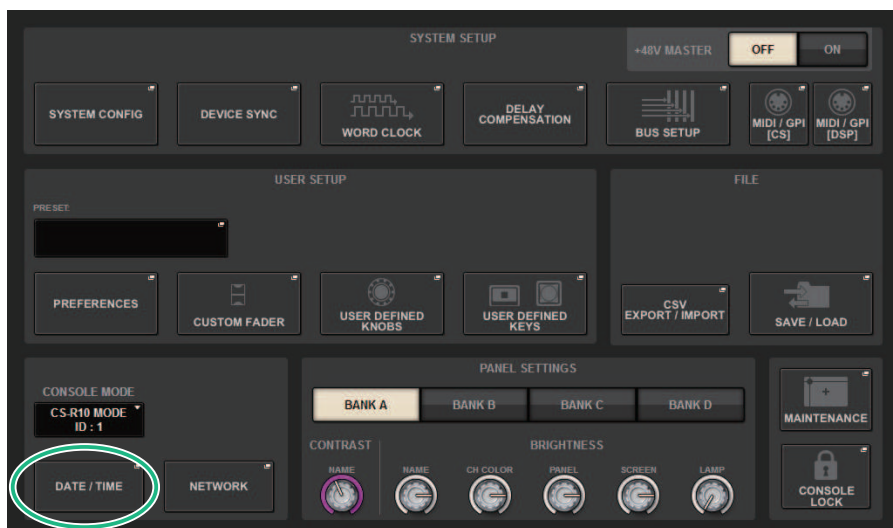 SYSTEM SETUP
+48V MASTER
OFF
ON
SYSTEM CONFIG
DEVICE SYNC
WORD CLOCK
DELAY
COMPENSATION
BUS SETUP
MIDI / GPI
[CS]
MIDI / GPI
[DSP]
USER SETUP
PRESET:
PREFERENCES
CUSTOM FADER
USER DEFINED
KNOBS
USER DEFINED
KEYS
FILE
CSV
EXPORT / IMPORT
SAVE / LOAD
CONSOLE MODE
CS-R10 MODE
ID : 1
DATE / TIME
NETWORK
PANEL SETTINGS
BANK A
BANK B
BANK C
BANK D
CONTRAST
BRIGHTNESS
NAME
NAME
CH COLOR
PANEL
SCREEN
LAMP
MAINTENANCE
CONSOLE
LOCK